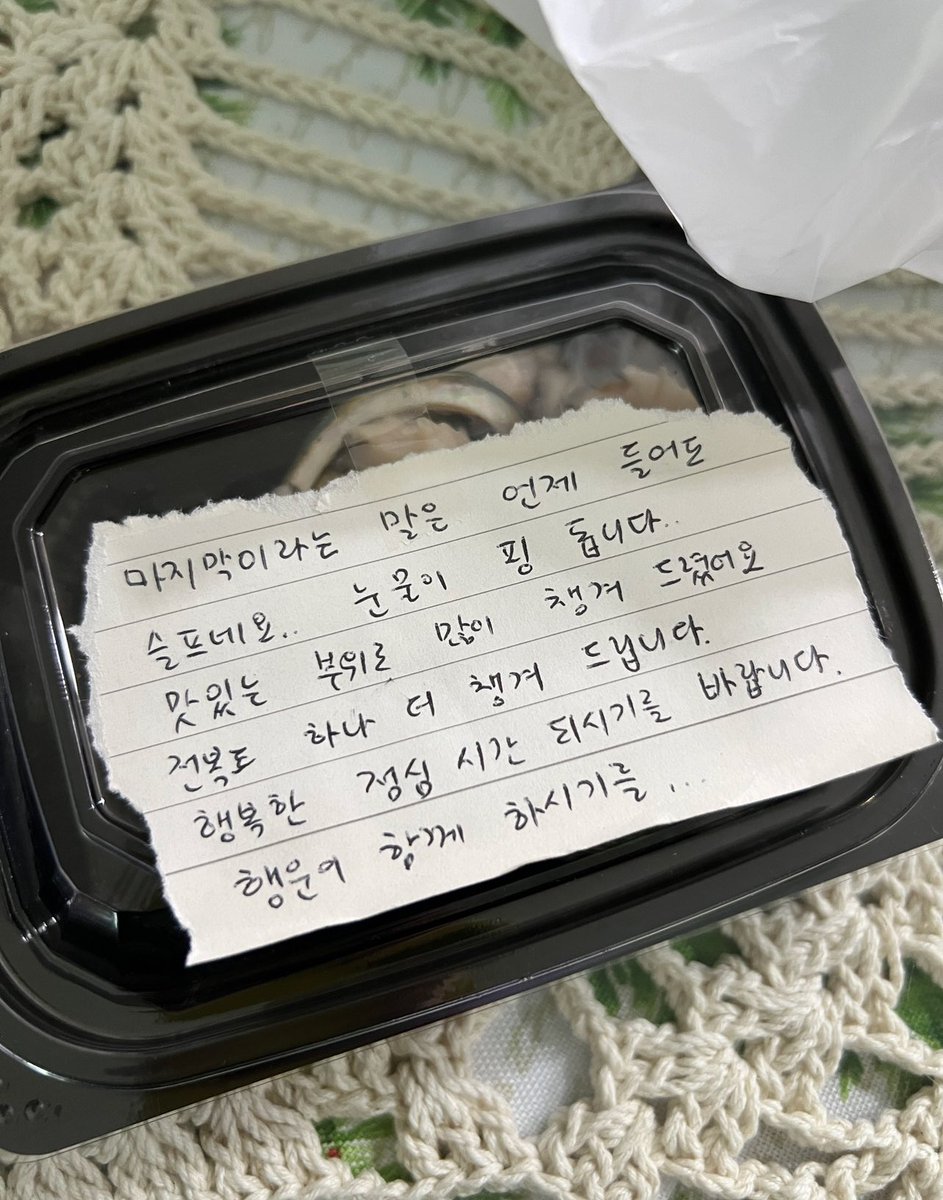 마지막이라는 말은 언제 들어도
슬프네요.. 눈물이 핑 돕니다..
맛있는 부위로 많이 챙겨 드렸어요
전복도 하나 더 챙겨 드립니다.
행복한 점심 시간 되시기를 바랍니다.
행운이 함께 하시기를...